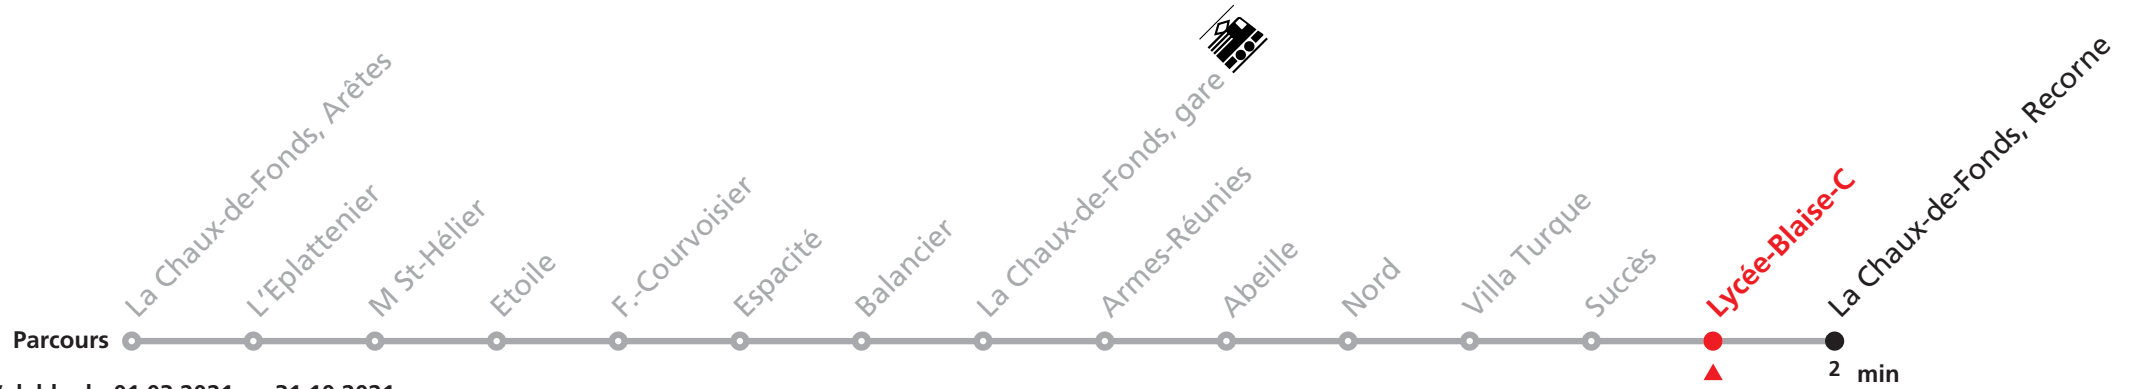 La Chaux-de-Fonds, Arêtes
L'Eplattenier
M St-Hélier
Etoile
F.-Courvoisier
Espacité
Balancier
La Chaux-de-Fonds, gare
Armes-Réunies
Abeille
Nord
Villa Turque
Succès
Lycée-Blaise-C
La Chaux-de-Fonds, Recorne
Parcours
2 min